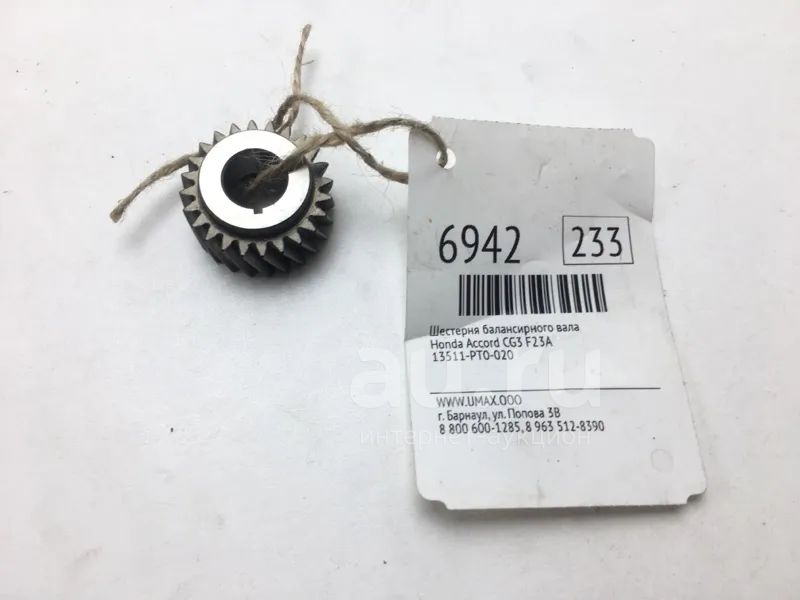 6942 233
Шестерня балансирного вала
Honda Accord CG3 F23A
13511-PT0-020
au.ru
интернет-аукцион
WWW.UMAX.OOO
г. Барнаул, ул. Попова 3В
8 800 600-1285, 8 963 512-8390